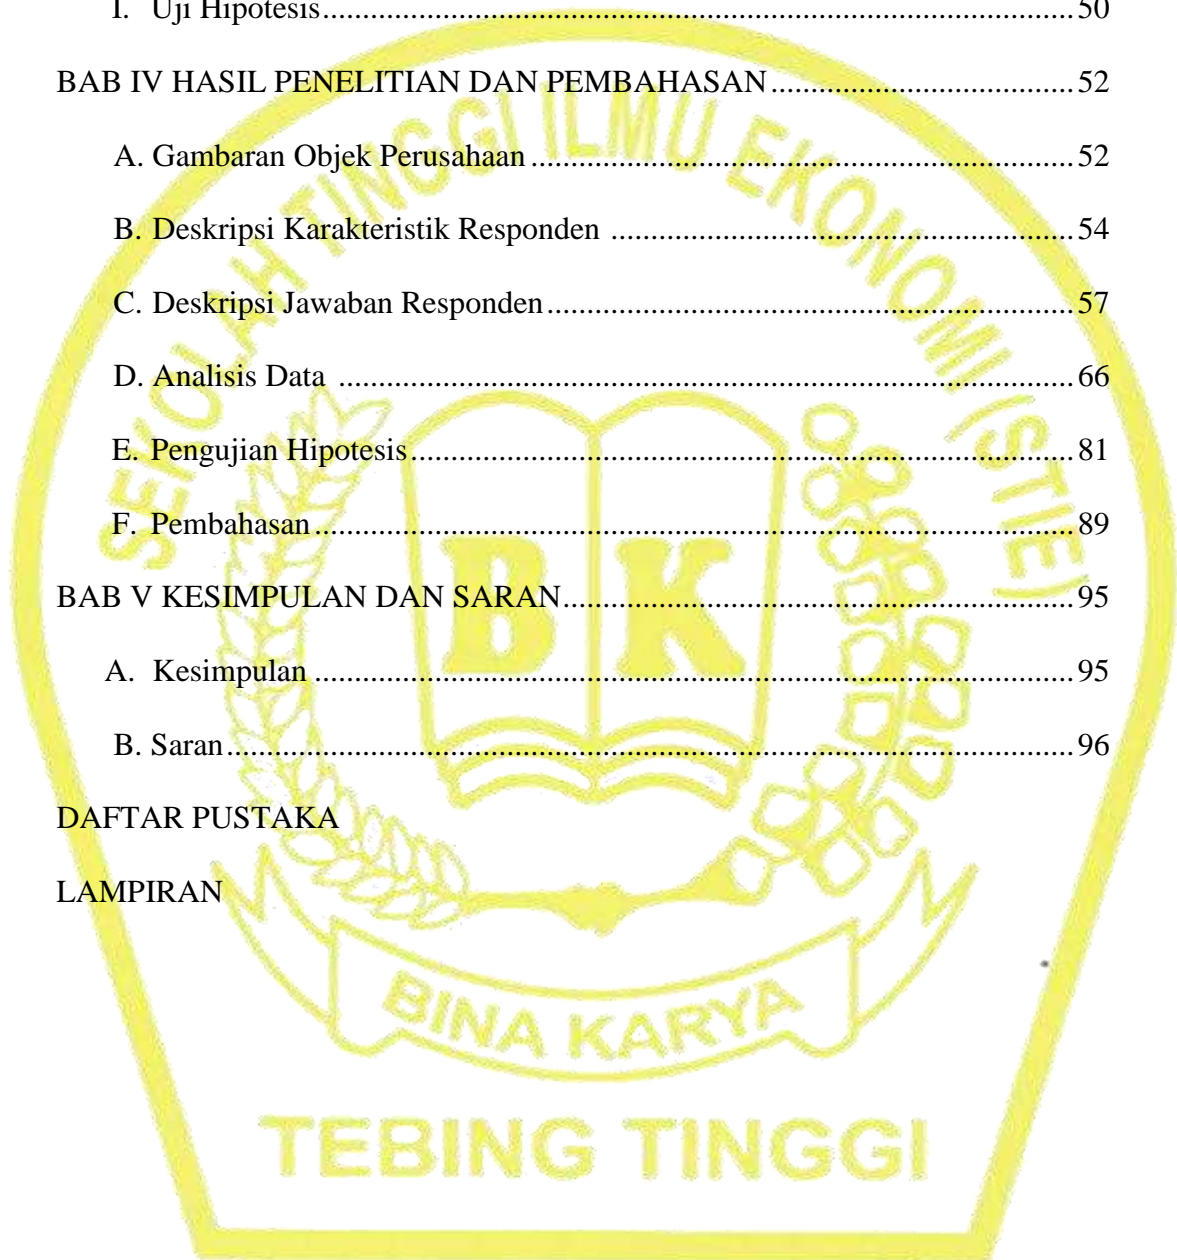 I. Uji Hipotesis....................................................................................................50
BAB IV HASIL PENELITIAN DAN PEMBAHASAN....................................52
A. Gambaran Objek Perusahaan....................................................................52
B. Deskripsi Karakteristik Responden ..........................................................54
C. Deskripsi Jawaban Responden..................................................................57
D. Analisis Data ............................................................................................66
E. Pengujian Hipotesis...................................................................................81
F. Pembahasan...............................................................................................89
BAB V KESIMPULAN DAN SARAN..............................................................95
A. Kesimpulan ...............................................................................................95
B. Saran..........................................................................................................96
DAFTAR PUSTAKA
LAMPIRAN
SEKOLAH TINGGI ILMU EKONOMI (STIE)
B K
BINA KARYA
TEBING TINGGI